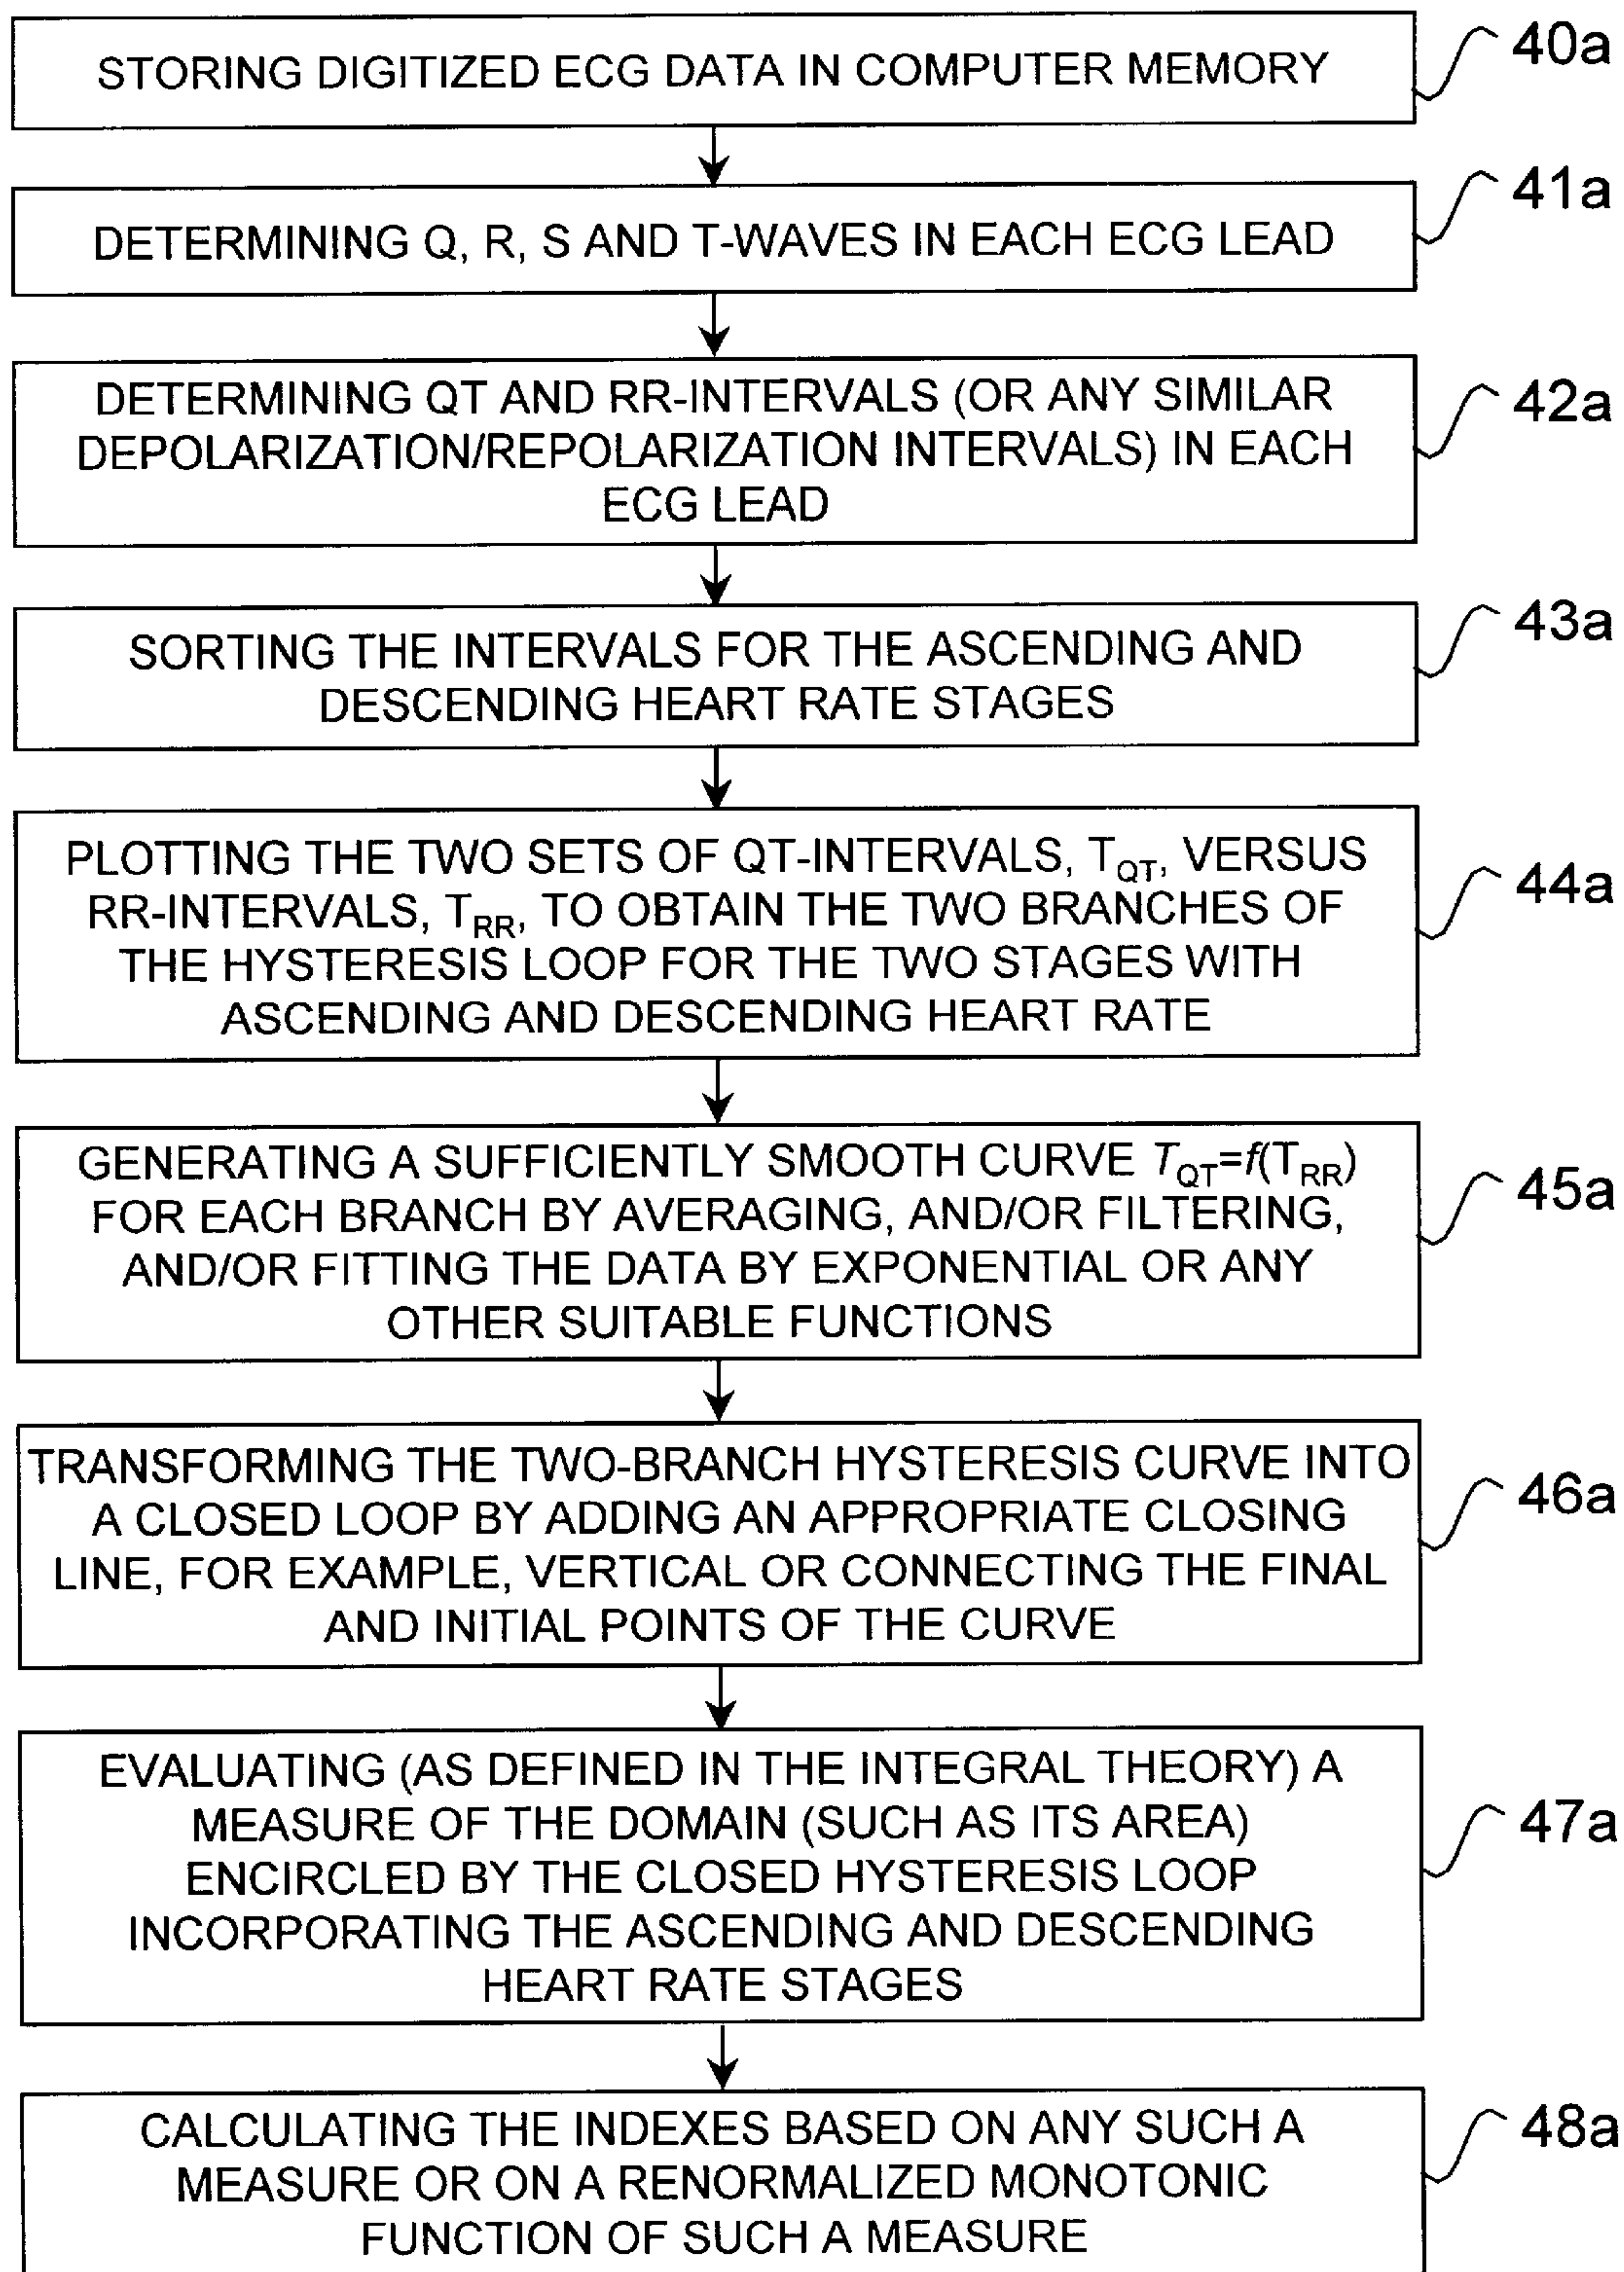 STORING DIGITIZED ECG DATA IN COMPUTER MEMORY
40a
DETERMINING Q, R, S AND T-WAVES IN EACH ECG LEAD
41a
DETERMINING QT AND RR-INTERVALS (OR ANY SIMILAR
DEPOLARIZATION/REPOLARIZATION INTERVALS) IN EACH
ECG LEAD
42a
SORTING THE INTERVALS FOR THE ASCENDING AND
DESCENDING HEART RATE STAGES
43a
PLOTTING THE TWO SETS OF QT-INTERVALS, TQT, VERSUS
RR-INTERVALS, TRR, TO OBTAIN THE TWO BRANCHES OF
THE HYSTERESIS LOOP FOR THE TWO STAGES WITH
ASCENDING AND DESCENDING HEART RATE
44a
GENERATING A SUFFICIENTLY SMOOTH CURVE TQT=f(TRR)
FOR EACH BRANCH BY AVERAGING, AND/OR FILTERING,
AND/OR FITTING THE DATA BY EXPONENTIAL OR ANY
OTHER SUITABLE FUNCTIONS
45a
TRANSFORMING THE TWO-BRANCH HYSTERESIS CURVE INTO
A CLOSED LOOP BY ADDING AN APPROPRIATE CLOSING
LINE, FOR EXAMPLE, VERTICAL OR CONNECTING THE FINAL
AND INITIAL POINTS OF THE CURVE
46a
EVALUATING (AS DEFINED IN THE INTEGRAL THEORY) A
MEASURE OF THE DOMAIN (SUCH AS ITS AREA)
ENCIRCLED BY THE CLOSED HYSTERESIS LOOP
INCORPORATING THE ASCENDING AND DESCENDING
HEART RATE STAGES
47a
CALCULATING THE INDEXES BASED ON ANY SUCH A
MEASURE OR ON A RENORMALIZED MONOTONIC
FUNCTION OF SUCH A MEASURE
48a